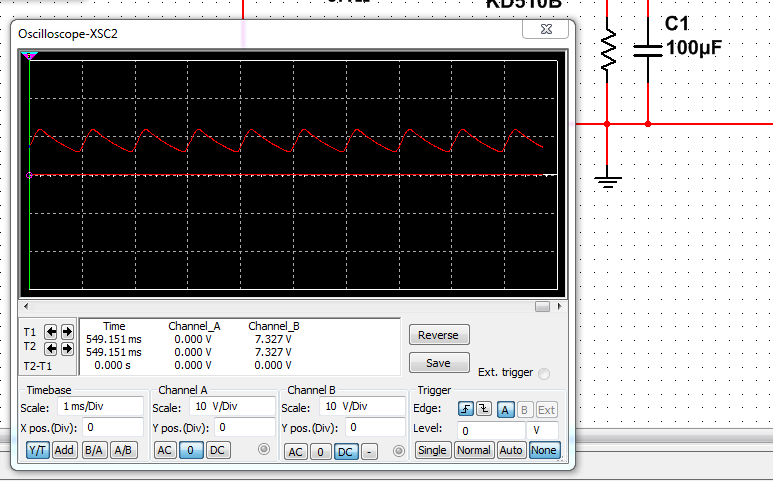 KD510B
Oscilloscope-XSC2
C1
100µF
T1
T2
T2-T1
Time Channel_A Channel_B
549.151 ms 0.000 V 7.327 V
549.151 ms 0.000 V 7.327 V
0.000 s 0.000 V 0.000 V
Reverse
Save
Ext. trigger
Timebase
Scale: 1 ms/Div
X pos.(Div): 0
Y/T Add B/A A/B
Channel A
Scale: 10 V/Div
Y pos.(Div): 0
AC 0 DC
Channel B
Scale: 10 V/Div
Y pos.(Div): 0
AC 0 DC -
Trigger
Edge: A B Ext
Level: 0 V
Single Normal Auto None